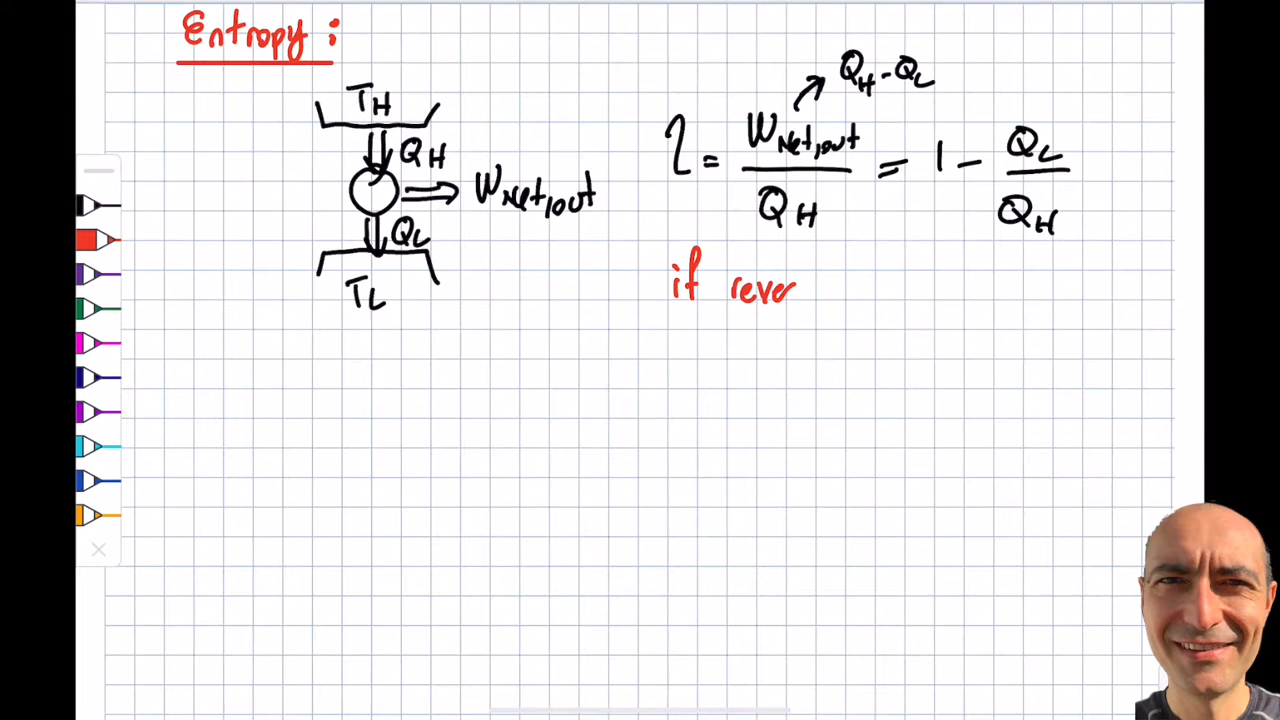 Entropy :
T_H
Q_H
W_Net,out
Q_L
T_L
Q_H - Q_L
η = W_Net,out / Q_H = 1 - Q_L / Q_H
if rever